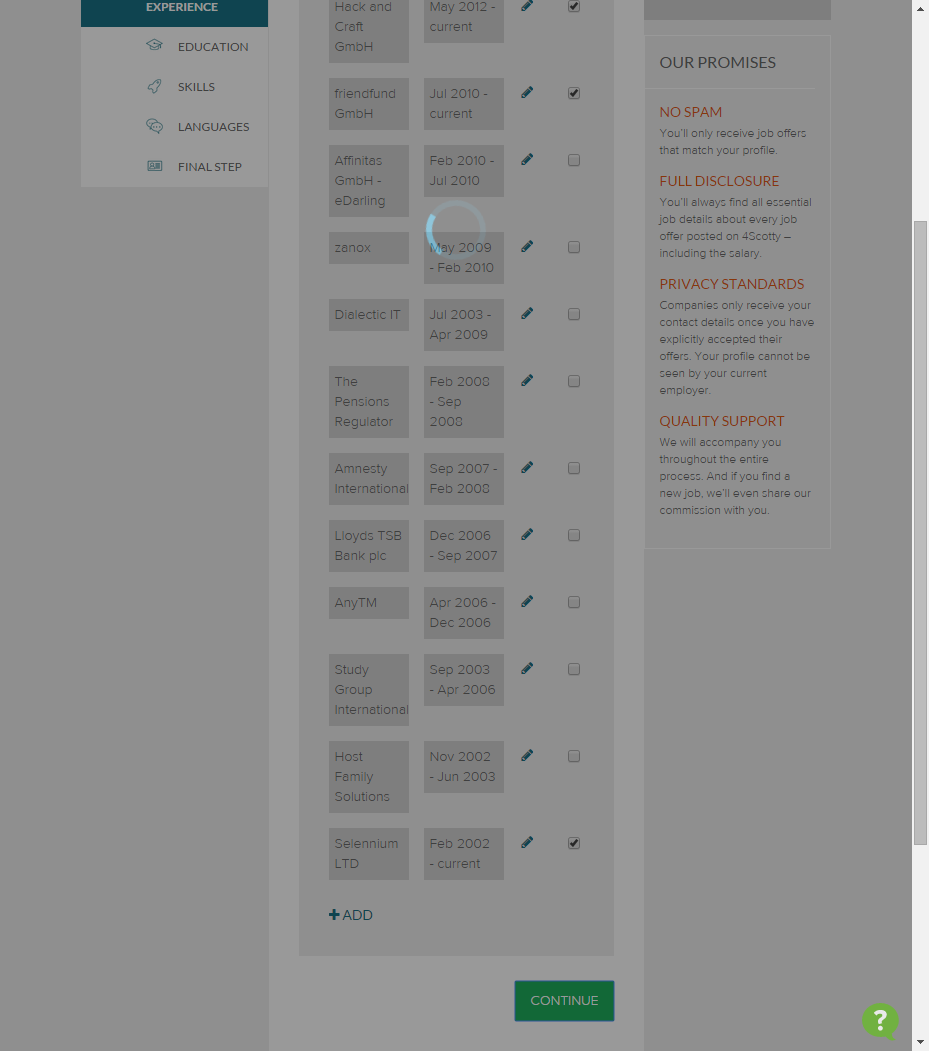 EXPERIENCE
EDUCATION
SKILLS
LANGUAGES
FINAL STEP
Hack and
Craft
GmbH
May 2012 -
current
friendfund
GmbH
Jul 2010 -
current
Affinitas
GmbH -
eDarling
Feb 2010 -
Jul 2010
zanox
May 2009
- Feb 2010
Dialectic IT
Jul 2003 -
Apr 2009
The
Pensions
Regulator
Feb 2008
- Sep
2008
Amnesty
International
Sep 2007 -
Feb 2008
Lloyds TSB
Bank plc
Dec 2006
- Sep 2007
AnyTM
Apr 2006 -
Dec 2006
Study
Group
International
Sep 2003
- Apr 2006
Host
Family
Solutions
Nov 2002
- Jun 2003
Selennium
LTD
Feb 2002
- current
+ ADD
CONTINUE
OUR PROMISES
NO SPAM
You'll only receive job offers
that match your profile.
FULL DISCLOSURE
You'll always find all essential
job details about every job
offer posted on 4Scotty –
including the salary.
PRIVACY STANDARDS
Companies only receive your
contact details once you have
explicitly accepted their
offers. Your profile cannot be
seen by your current
employer.
QUALITY SUPPORT
We will accompany you
throughout the entire
process. And if you find a
new job, we'll even share our
commission with you.
?